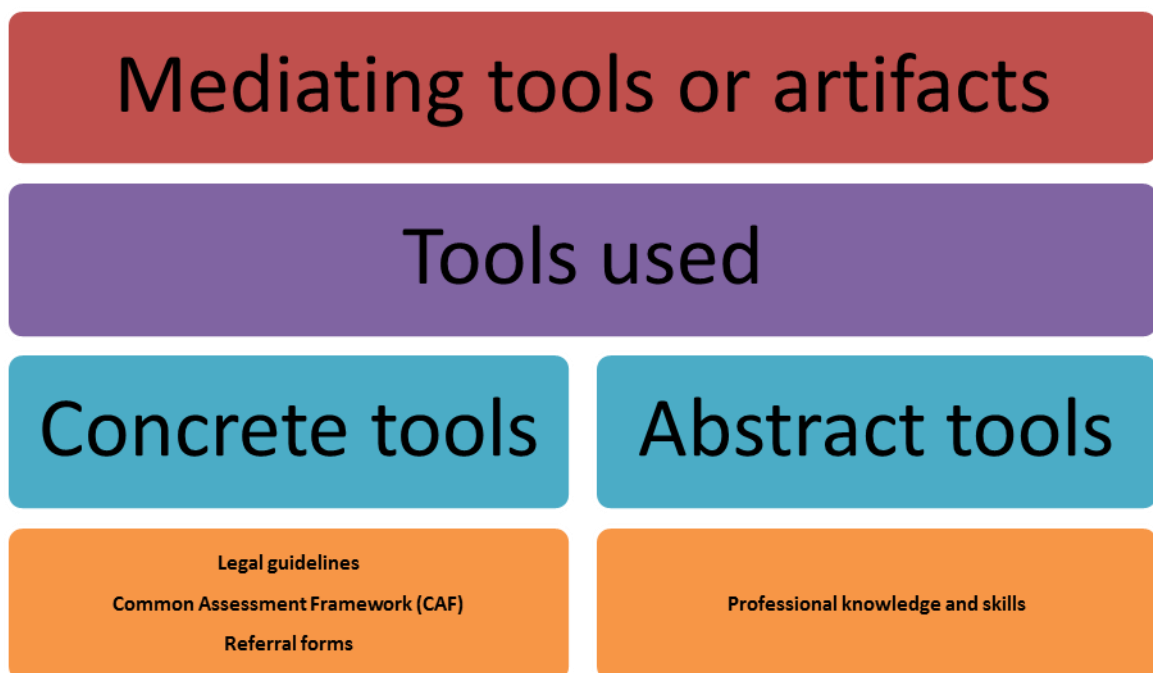 Mediating tools or artifacts
Tools used
Concrete tools
Abstract tools
Legal guidelines
Common Assessment Framework (CAF)
Referral forms
Professional knowledge and skills